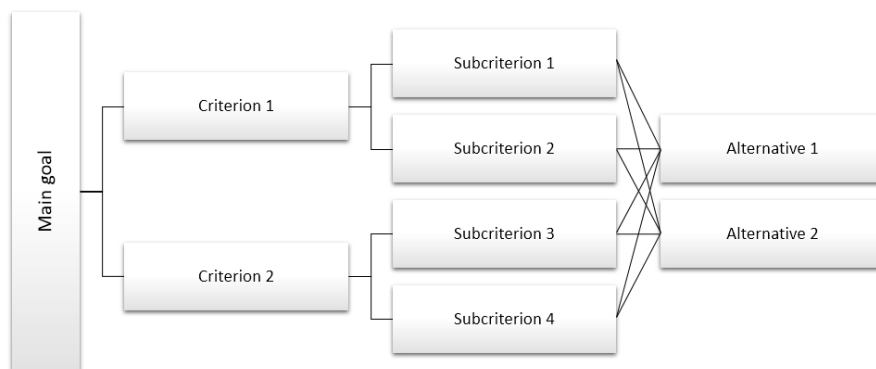 Main goal
Criterion 1
Criterion 2
Subcriterion 1
Subcriterion 2
Subcriterion 3
Subcriterion 4
Alternative 1
Alternative 2